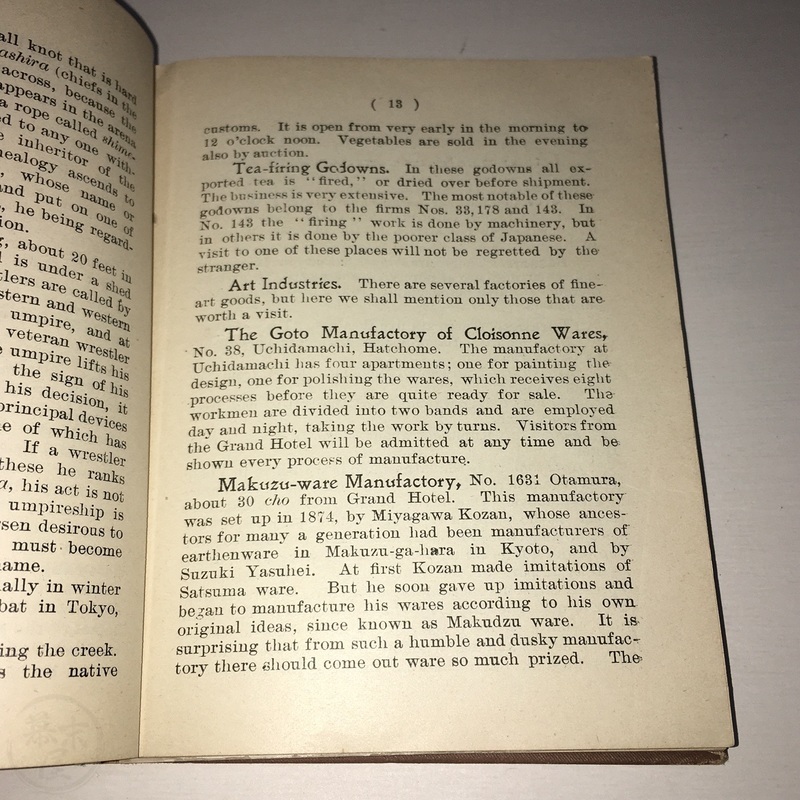 all knot that is hard
ashira (chiefs in the
across, because the
appears in the arena
a rope called shime-
ed to any one with-
e inheritor of the
nealogy ascends to
, whose name or
and put on one of
s, he being regard-
ion.
g, about 20 feet in
d is under a shed
tlers are called by
stern and western
umpire, and at
veteran wrestler
e umpire lifts his
the sign of his
his decision, it
principal devices
ne of which has
If a wrestler
these he ranks
a, his act is not
umpireship is
rsen desirous to
must become
name.
ally in winter
bat in Tokyo,
ing the creek.
s the native
( 13 )
customs. It is open from very early in the morning to
12 o'clock noon. Vegetables are sold in the evening
also by auction.
Tea-firing Godowns. In these godowns all ex-
ported tea is "fired," or dried over before shipment.
The business is very extensive. The most notable of these
godowns belong to the firms Nos. 33, 178 and 143. In
No. 143 the "firing" work is done by machinery, but
in others it is done by the poorer class of Japanese. A
visit to one of these places will not be regretted by the
stranger.
Art Industries. There are several factories of fine-
art goods, but here we shall mention only those that are
worth a visit.
The Goto Manufactory of Cloisonne Wares,
No. 38, Uchidamachi, Hatchome. The manufactory at
Uchidamachi has four apartments; one for painting the
design, one for polishing the wares, which receives eight
processes before they are quite ready for sale. The
workmen are divided into two bands and are employed
day and night, taking the work by turns. Visitors from
the Grand Hotel will be admitted at any time and be
shown every process of manufacture.
Makuzu-ware Manufactory, No. 1631 Otamura,
about 30 cho from Grand Hotel. This manufactory
was set up in 1874, by Miyagawa Kozan, whose ances-
tors for many a generation had been manufacturers of
earthenware in Makuzu-ga-hara in Kyoto, and by
Suzuki Yasuhei. At first Kozan made imitations of
Satsuma ware. But he soon gave up imitations and
began to manufacture his wares according to his own
original ideas, since known as Makudzu ware. It is
surprising that from such a humble and dusky manufac-
tory there should come out ware so much prized. The